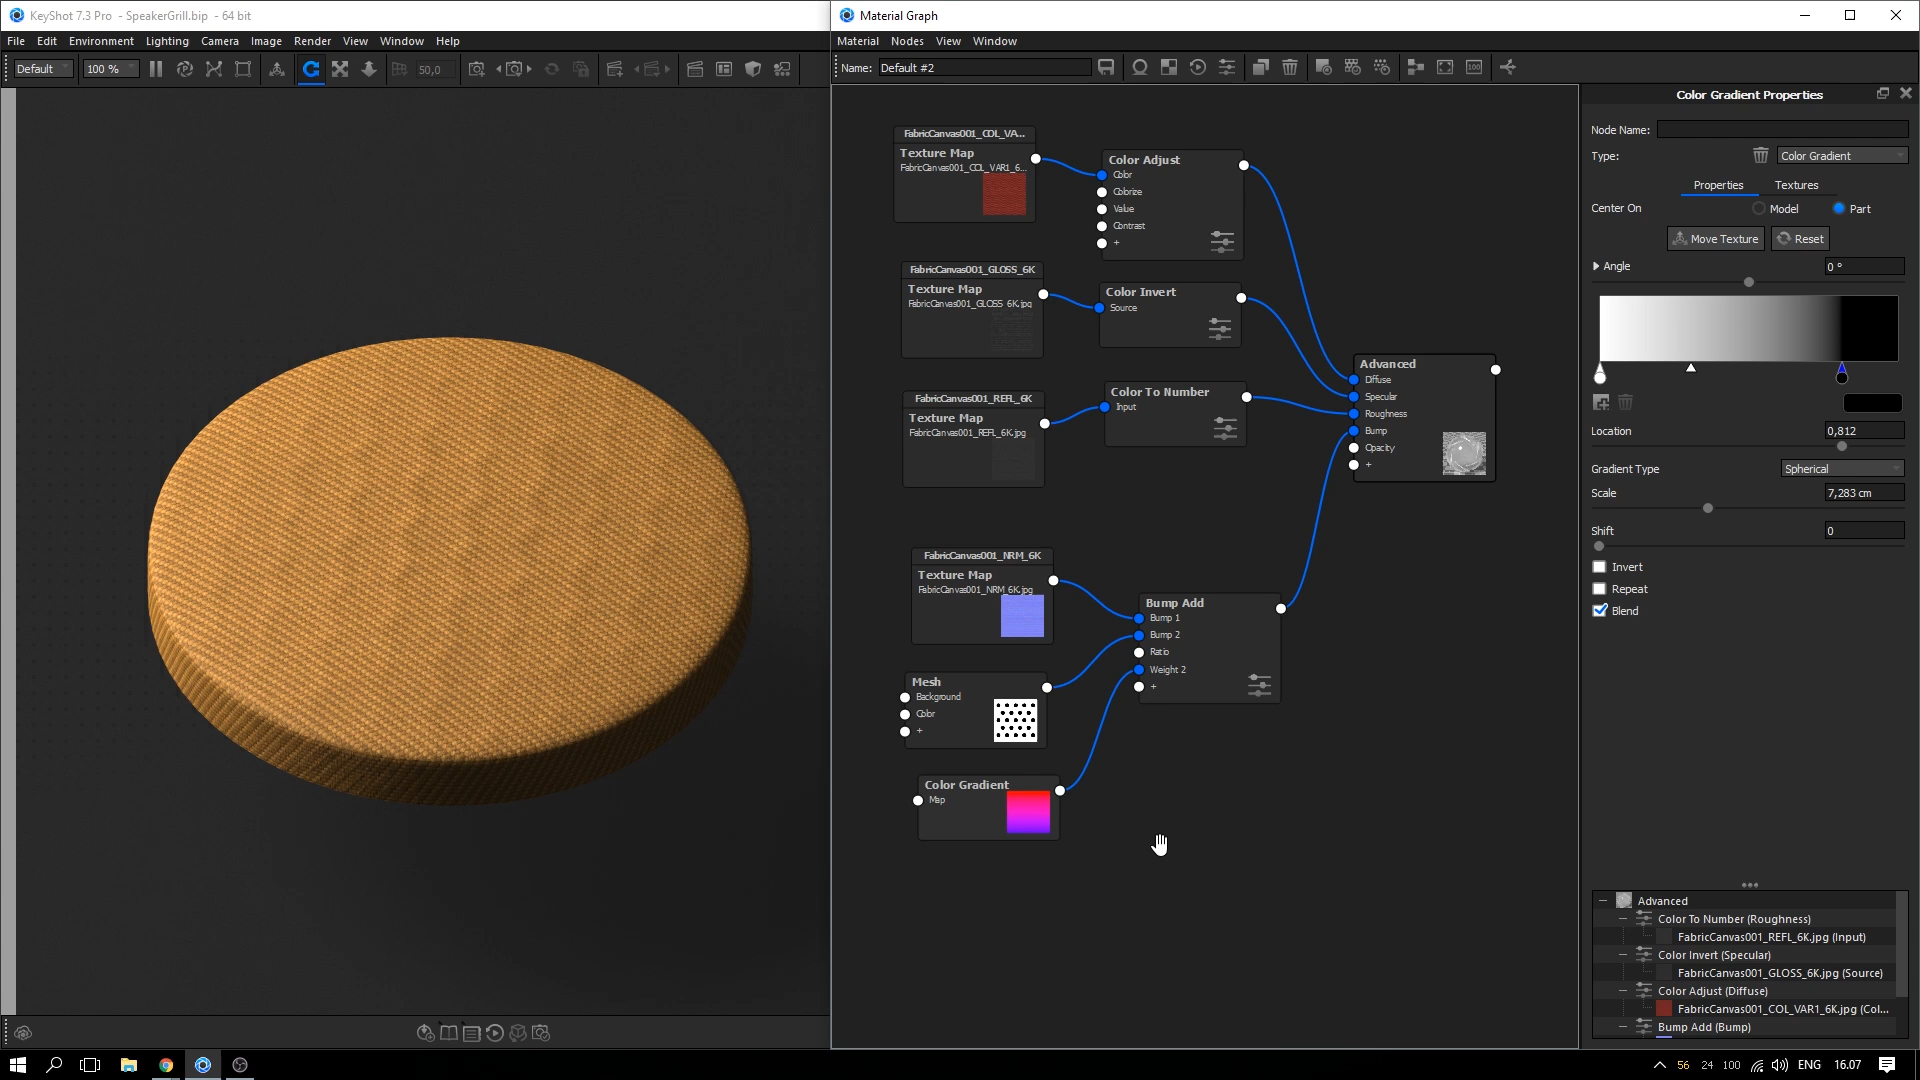 KeyShot 7.3 Pro - SpeakerGrill.bip - 64 bit
File Edit Environment Lighting Camera Image Render View Window Help
Default 100 % 50,0
Material Graph
Material Nodes View Window
Name: Default #2
FabricCanvas001_COL_VA...
Texture Map
FabricCanvas001_COL_VAR1_6...
Color Adjust
Color
Colorize
Value
Contrast
+
FabricCanvas001_GLOSS_6K
Texture Map
FabricCanvas001_GLOSS_6K.jpg
Color Invert
Source
FabricCanvas001_REFL_6K
Texture Map
FabricCanvas001_REFL_6K.jpg
Color To Number
Input
Advanced
Diffuse
Specular
Roughness
Bump
Opacity
+
FabricCanvas001_NRM_6K
Texture Map
FabricCanvas001_NRM_6K.jpg
Bump Add
Bump 1
Bump 2
Ratio
Weight 2
+
Mesh
Background
Color
+
Color Gradient
Map
Color Gradient Properties
Node Name:
Type: Color Gradient
Properties Textures
Center On Model Part
Move Texture Reset
Angle 0 °
Location 0,812
Gradient Type Spherical
Scale 7,283 cm
Shift 0
Invert
Repeat
Blend
Advanced
Color To Number (Roughness)
FabricCanvas001_REFL_6K.jpg (Input)
Color Invert (Specular)
FabricCanvas001_GLOSS_6K.jpg (Source)
Color Adjust (Diffuse)
FabricCanvas001_COL_VAR1_6K.jpg (Col...
Bump Add (Bump)
56 24 100 ENG 16.07